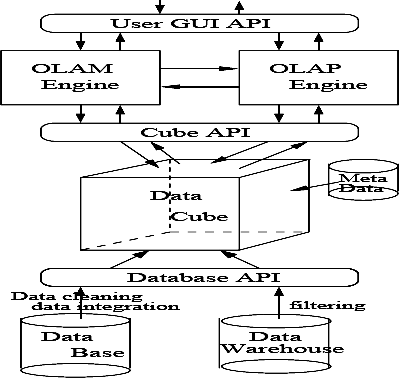 User GUI API
OLAM
Engine
OLAP
Engine
Cube API
Data
Cube
Meta
Data
Database API
Data cleaning
data integration
filtering
Data
Base
Data
Warehouse